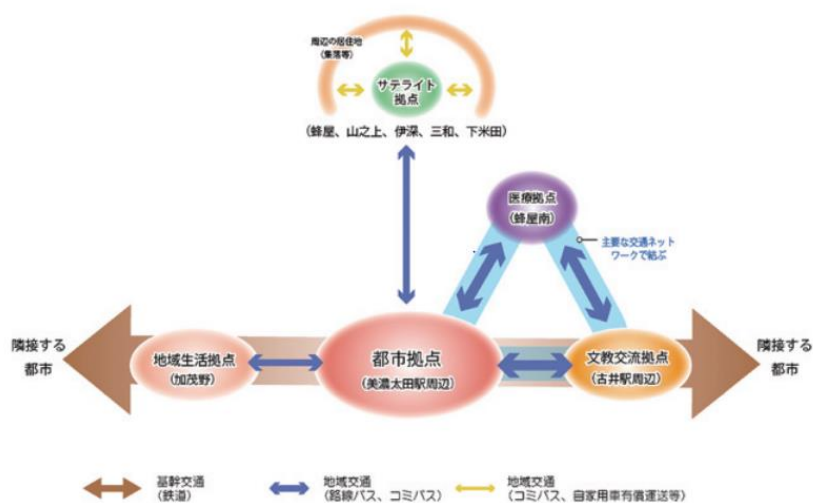 周辺の居住地
(集落等)
サテライト
拠点
(蜂屋、山之上、伊深、三和、下米田)
医療拠点
(蜂屋南)
主要な交通ネット
ワークで結ぶ
隣接する
都市
地域生活拠点
(加茂野)
都市拠点
(美濃太田駅周辺)
文教交流拠点
(古井駅周辺)
隣接する
都市
基幹交通
(鉄道)
地域交通
(路線バス、コミバス)
地域交通
(コミバス、自家用車有償運送等)